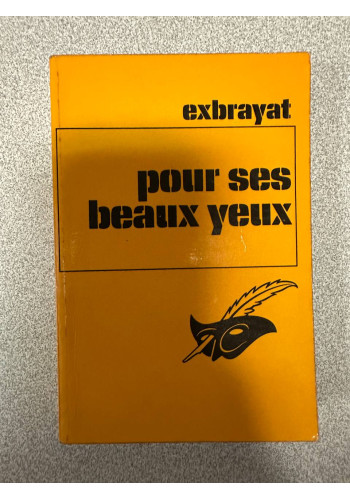 exbrayat
pour ses
beaux yeux